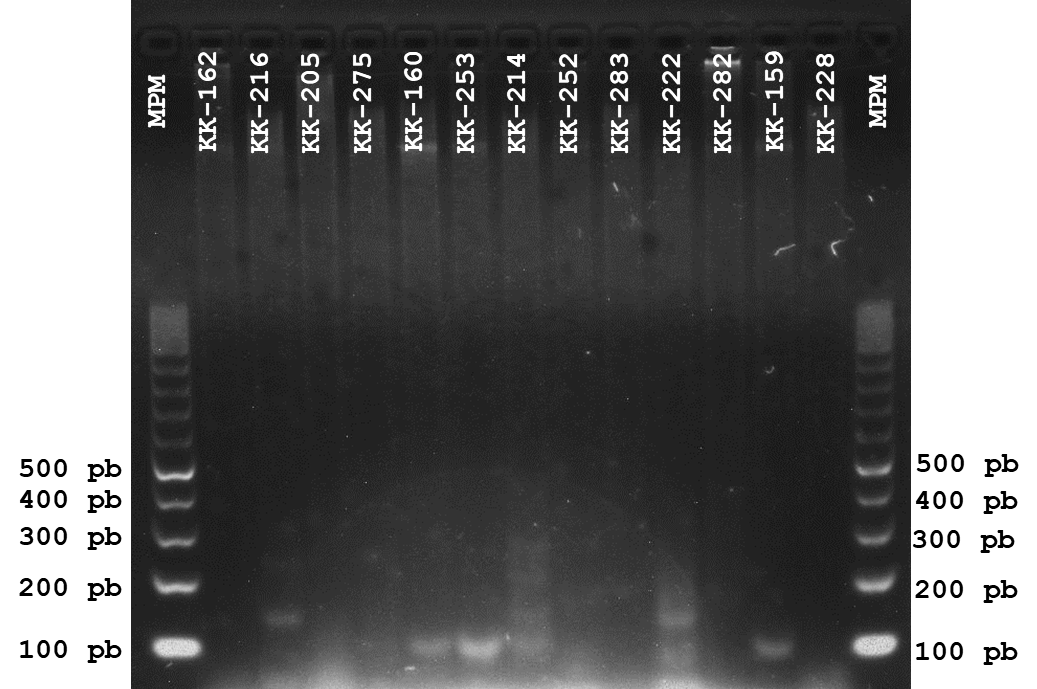 MPM
KK-162
KK-216
KK-205
KK-275
KK-160
KK-253
KK-214
KK-252
KK-283
KK-222
KK-282
KK-159
KK-228
MPM
500 pb
400 pb
300 pb
200 pb
100 pb
500 pb
400 pb
300 pb
200 pb
100 pb